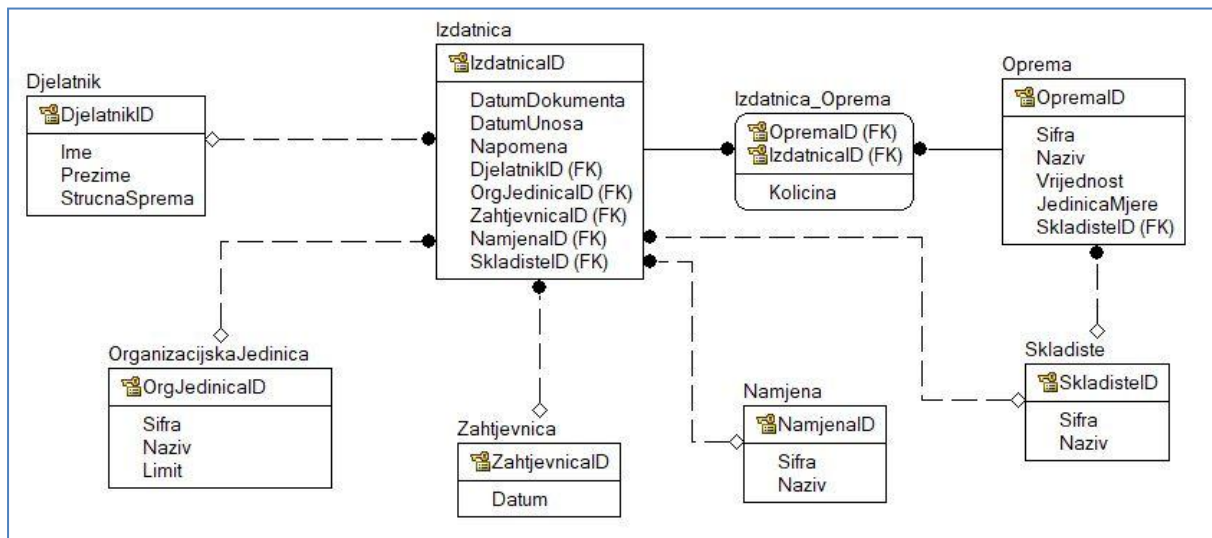 Djelatnik
DjelatnikID
Ime
Prezime
StrucnaSprema
Izdatnica
IzdatnicaID
DatumDokumenta
DatumUnosa
Napomena
DjelatnikID (FK)
OrgJedinicaID (FK)
ZahtjevnicaID (FK)
NamjenaID (FK)
SkladisteID (FK)
Izdatnica_Oprema
OpremaID (FK)
IzdatnicaID (FK)
Kolicina
Oprema
OpremaID
Sifra
Naziv
Vrijednost
JedinicaMjere
SkladisteID (FK)
OrganizacijskaJedinica
OrgJedinicaID
Sifra
Naziv
Limit
Zahtjevnica
ZahtjevnicaID
Datum
Namjena
NamjenaID
Sifra
Naziv
Skladiste
SkladisteID
Sifra
Naziv